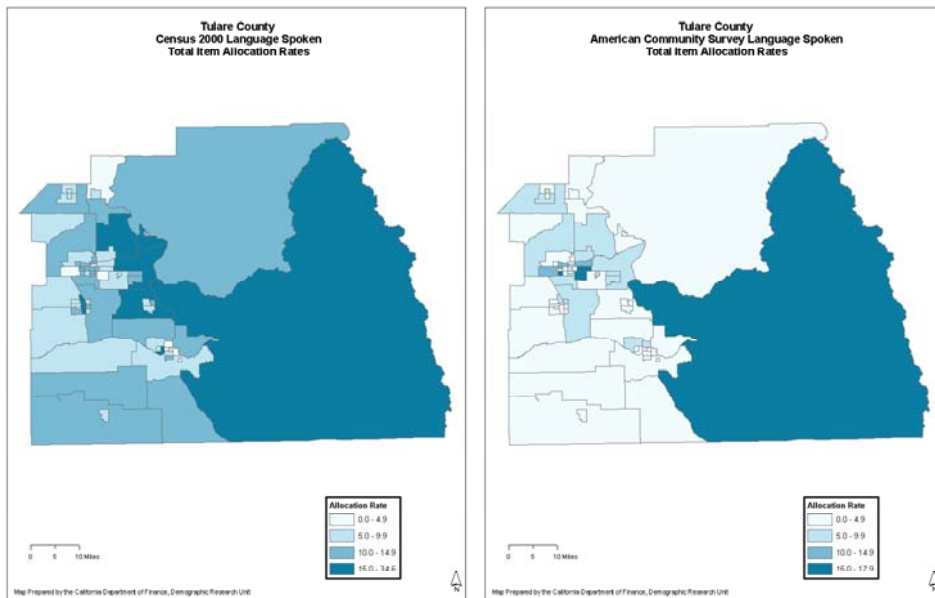 Tulare County
Census 2000 Language Spoken
Total Item Allocation Rates
Allocation Rate
0.0 - 4.9
5.0 - 9.9
10.0 - 14.9
15.0 - 34.6
0 5 10 Miles
Map Prepared by the California Department of Finance, Demographic Research Unit
N
Tulare County
American Community Survey Language Spoken
Total Item Allocation Rates
Allocation Rate
0.0 - 4.9
5.0 - 9.9
10.0 - 14.9
15.0 - 17.9
0 5 10 Miles
Map Prepared by the California Department of Finance, Demographic Research Unit
N